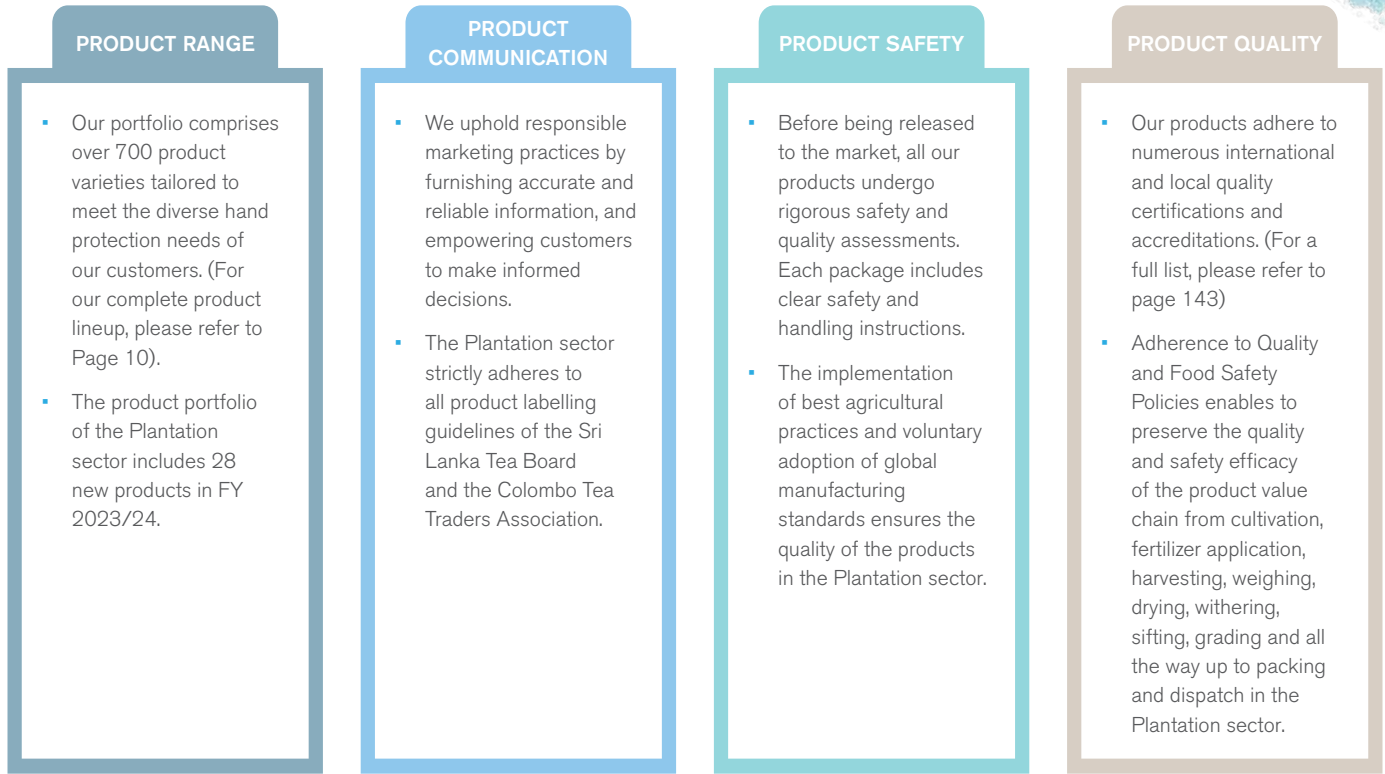 PRODUCT RANGE
▪ Our portfolio comprises
over 700 product
varieties tailored to
meet the diverse hand
protection needs of
our customers. (For
our complete product
lineup, please refer to
Page 10).
▪ The product portfolio
of the Plantation
sector includes 28
new products in FY
2023/24.
PRODUCT
COMMUNICATION
▪ We uphold responsible
marketing practices by
furnishing accurate and
reliable information, and
empowering customers
to make informed
decisions.
▪ The Plantation sector
strictly adheres to
all product labelling
guidelines of the Sri
Lanka Tea Board
and the Colombo Tea
Traders Association.
PRODUCT SAFETY
▪ Before being released
to the market, all our
products undergo
rigorous safety and
quality assessments.
Each package includes
clear safety and
handling instructions.
▪ The implementation
of best agricultural
practices and voluntary
adoption of global
manufacturing
standards ensures the
quality of the products
in the Plantation sector.
PRODUCT QUALITY
▪ Our products adhere to
numerous international
and local quality
certifications and
accreditations. (For a
full list, please refer to
page 143)
▪ Adherence to Quality
and Food Safety
Policies enables to
preserve the quality
and safety efficacy
of the product value
chain from cultivation,
fertilizer application,
harvesting, weighing,
drying, withering,
sifting, grading and all
the way up to packing
and dispatch in the
Plantation sector.